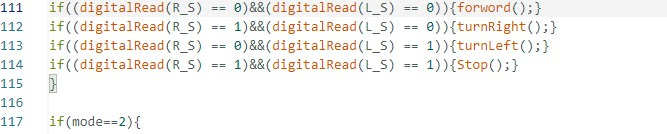 111 if((digitalRead(R_S) == 0)&&(digitalRead(L_S) == 0)){forword();}
112 if((digitalRead(R_S) == 1)&&(digitalRead(L_S) == 0)){turnRight();}
113 if((digitalRead(R_S) == 0)&&(digitalRead(L_S) == 1)){turnLeft();}
114 if((digitalRead(R_S) == 1)&&(digitalRead(L_S) == 1)){Stop();}
115 }
116
117 if(mode==2){